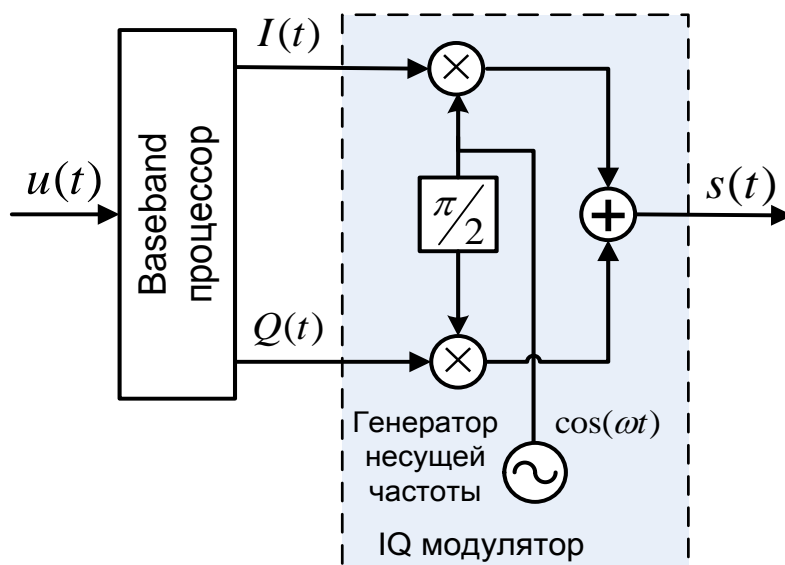 I(t)
u(t)
Baseband
процессор
π/2
s(t)
Q(t)
Генератор
несущей
частоты
cos(ωt)
IQ модулятор